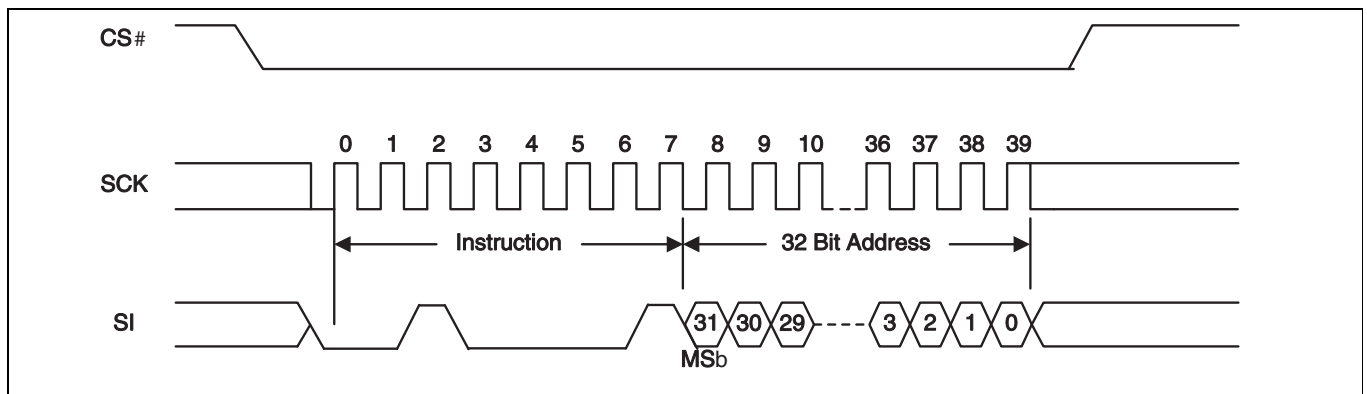 CS#
0 1 2 3 4 5 6 7 8 9 10 36 37 38 39
SCK
Instruction 32 Bit Address
SI 31 30 29 3 2 1 0
MSb